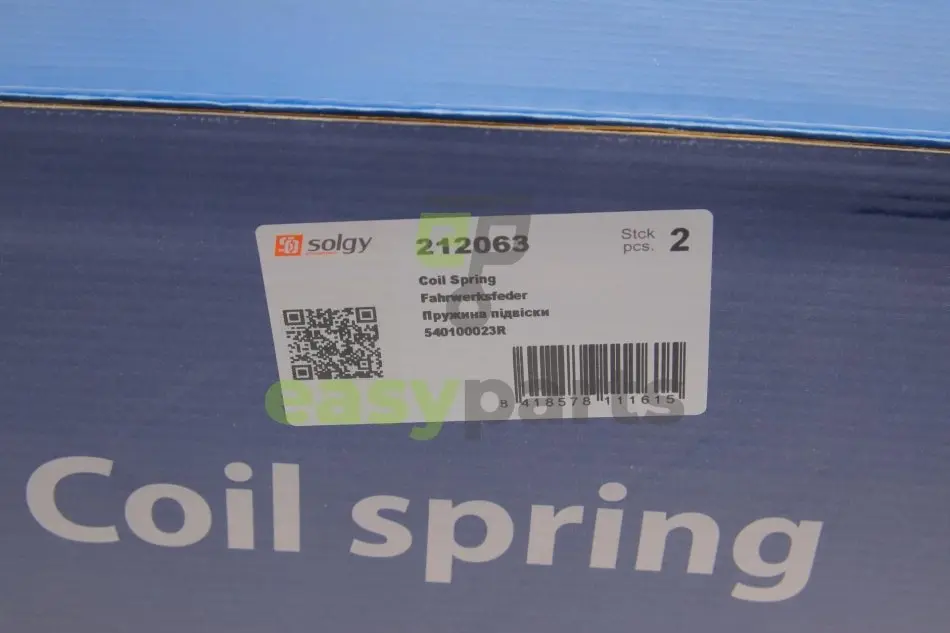 solgy
212063
Stck
pcs. 2
Coil Spring
Fahrwerksfeder
Пружина підвіски
540100023R
8 418578 111615
easyparts
Coil spring